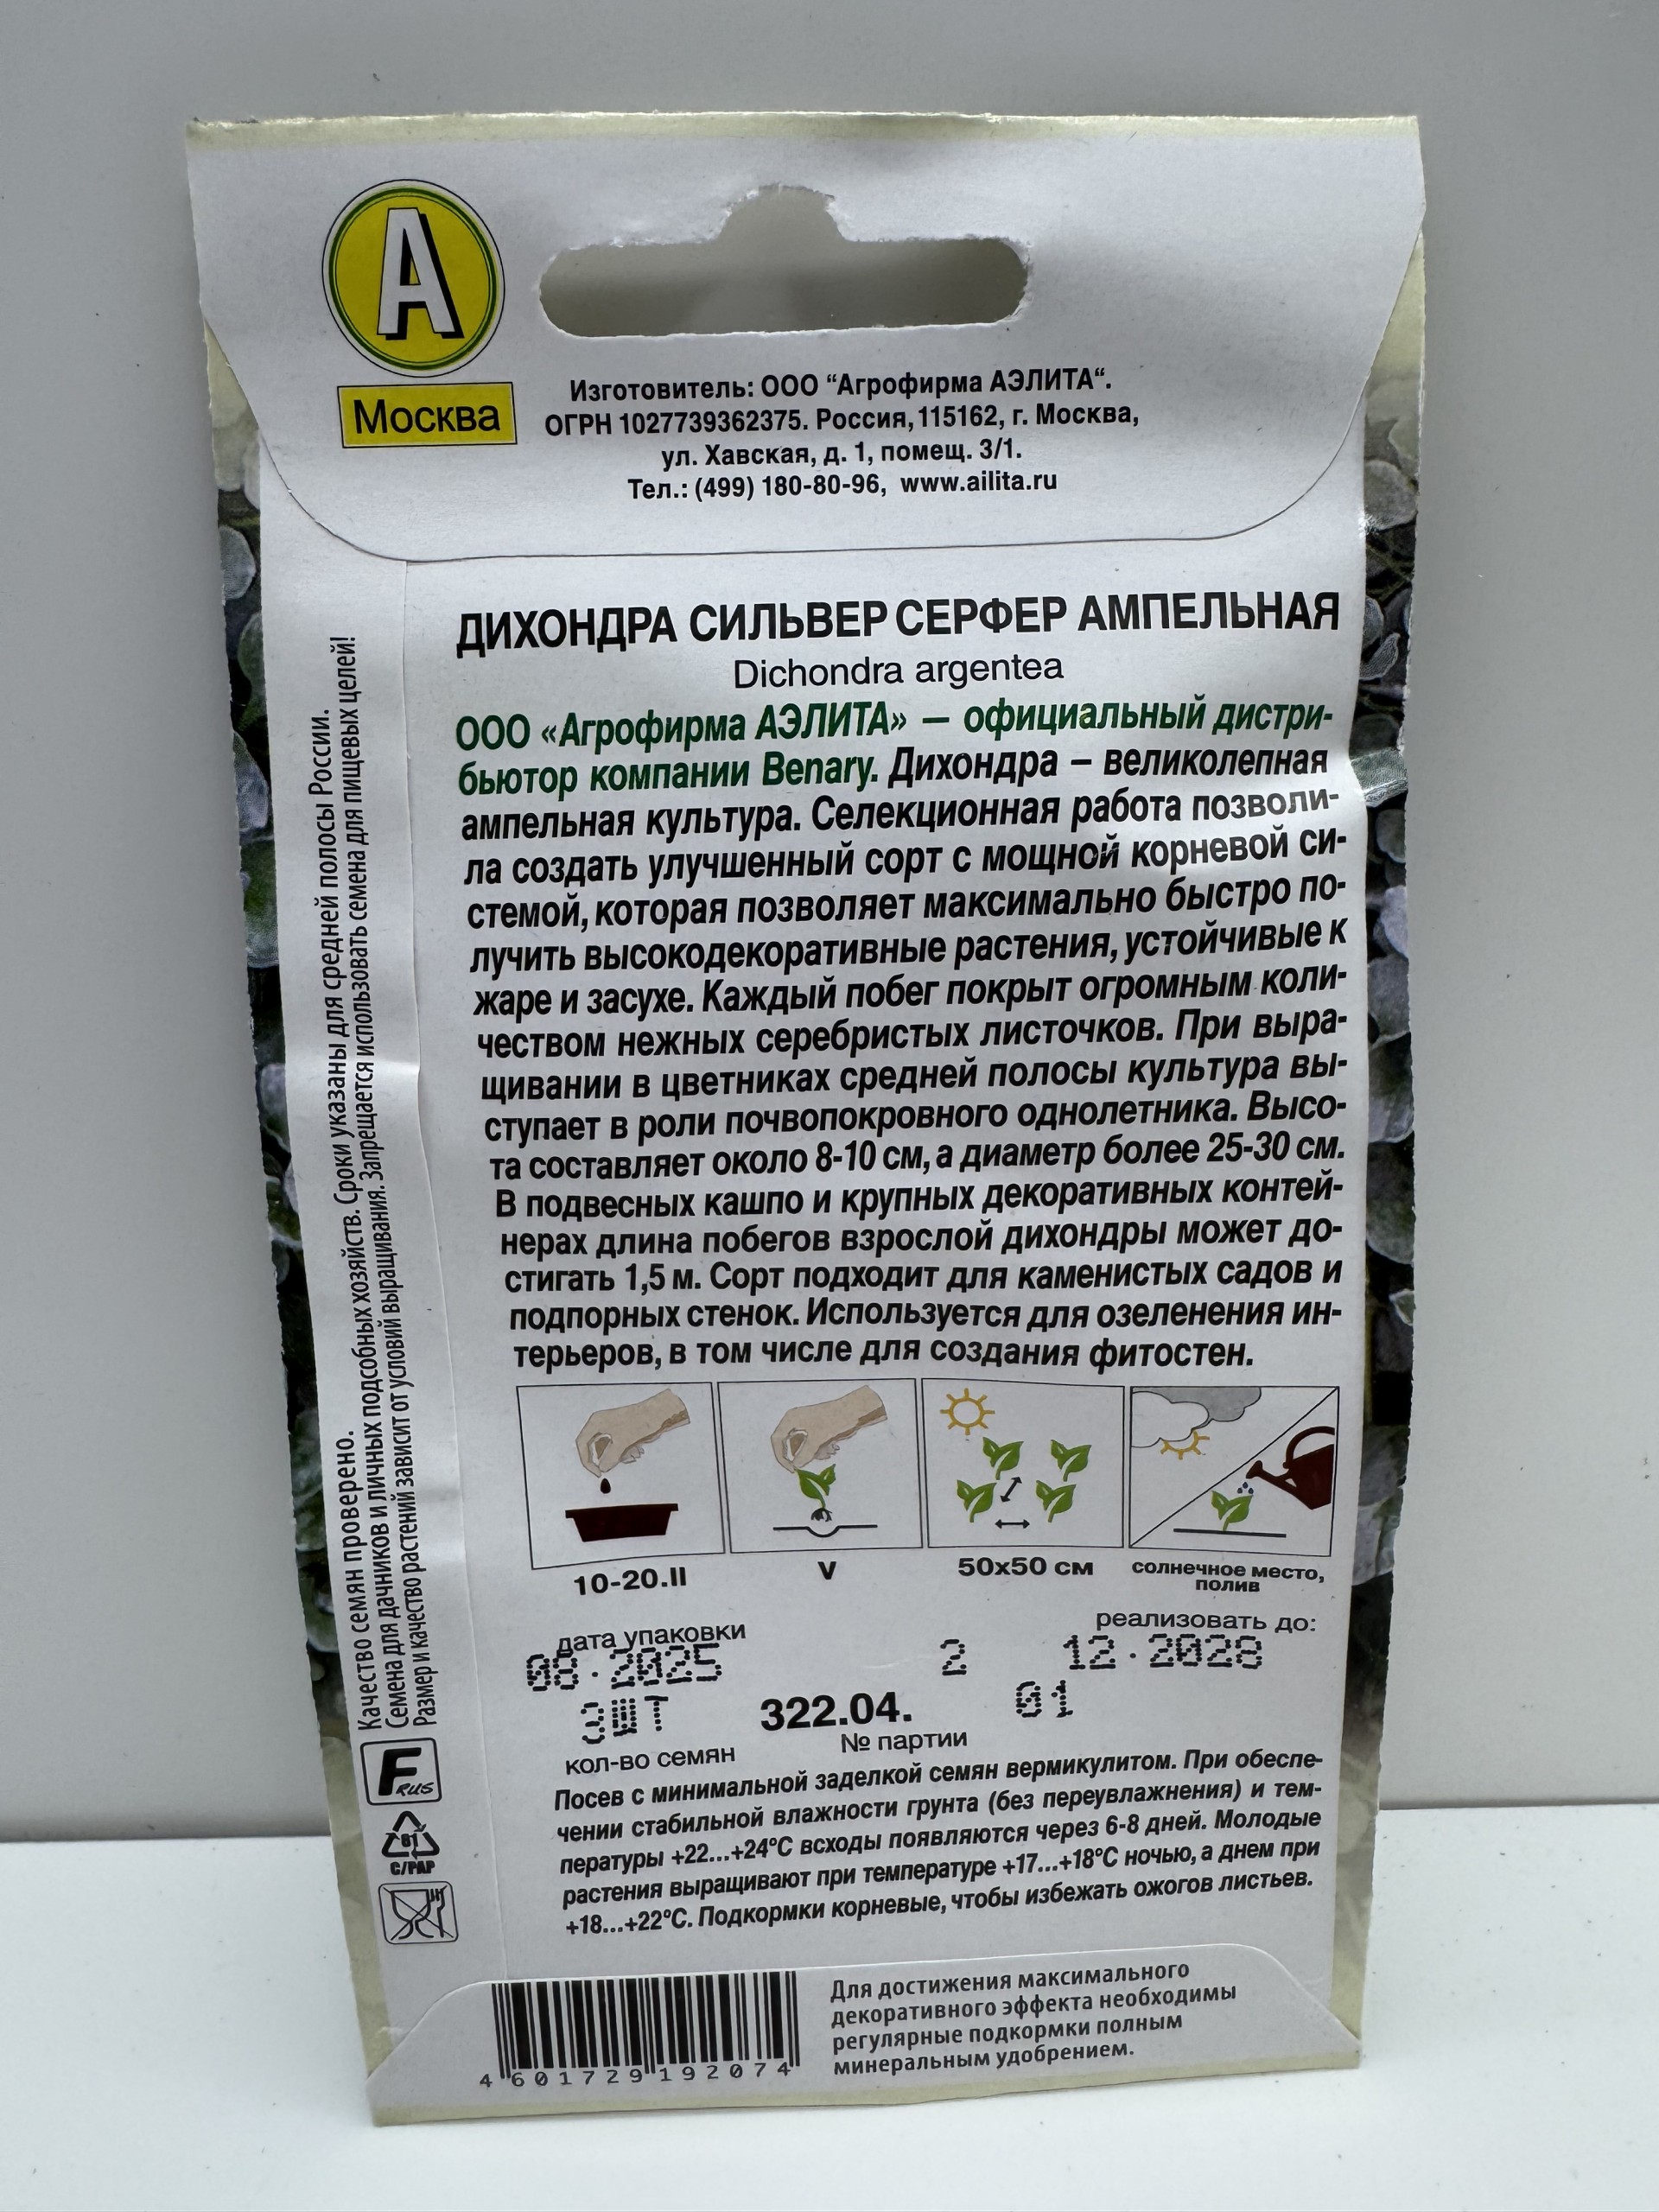 А
Москва
Изготовитель: ООО “Агрофирма АЭЛИТА“.
ОГРН 1027739362375. Россия, 115162, г. Москва,
ул. Хавская, д. 1, помещ. 3/1.
Тел.: (499) 180-80-96, www.ailita.ru
ДИХОНДРА СИЛЬВЕР СЕРФЕР АМПЕЛЬНАЯ
Dichondra argentea
ООО «Агрофирма АЭЛИТА» – официальный дистри-
бьютор компании Benary. Дихондра – великолепная
ампельная культура. Селекционная работа позволи-
ла создать улучшенный сорт с мощной корневой си-
стемой, которая позволяет максимально быстро по-
лучить высокодекоративные растения, устойчивые к
жаре и засухе. Каждый побег покрыт огромным коли-
чеством нежных серебристых листочков. При выра-
щивании в цветниках средней полосы культура вы-
ступает в роли почвопокровного однолетника. Высо-
та составляет около 8-10 см, а диаметр более 25-30 см.
В подвесных кашпо и крупных декоративных контей-
нерах длина побегов взрослой дихондры может до-
стигать 1,5 м. Сорт подходит для каменистых садов и
подпорных стенок. Используется для озеленения ин-
терьеров, в том числе для создания фитостен.
10-20.II
V
50x50 см
солнечное место,
полив
дата упаковки
реализовать до:
08.2025
2
12.2028
3ШТ
322.04.
01
кол-во семян
№ партии
Посев с минимальной заделкой семян вермикулитом. При обеспе-
чении стабильной влажности грунта (без переувлажнения) и тем-
пературы +22...+24°C всходы появляются через 6-8 дней. Молодые
растения выращивают при температуре +17...+18°C ночью, а днем при
+18...+22°C. Подкормки корневые, чтобы избежать ожогов листьев.
Качество семян проверено.
Семена для дачников и личных подсобных хозяйств. Сроки указаны для средней полосы России.
Размер и качество растений зависит от условий выращивания. Запрещается использовать семена для пищевых целей!
F RUS
81
C/PAP
4 601729 192074
Для достижения максимального
декоративного эффекта необходимы
регулярные подкормки полным
минеральным удобрением.